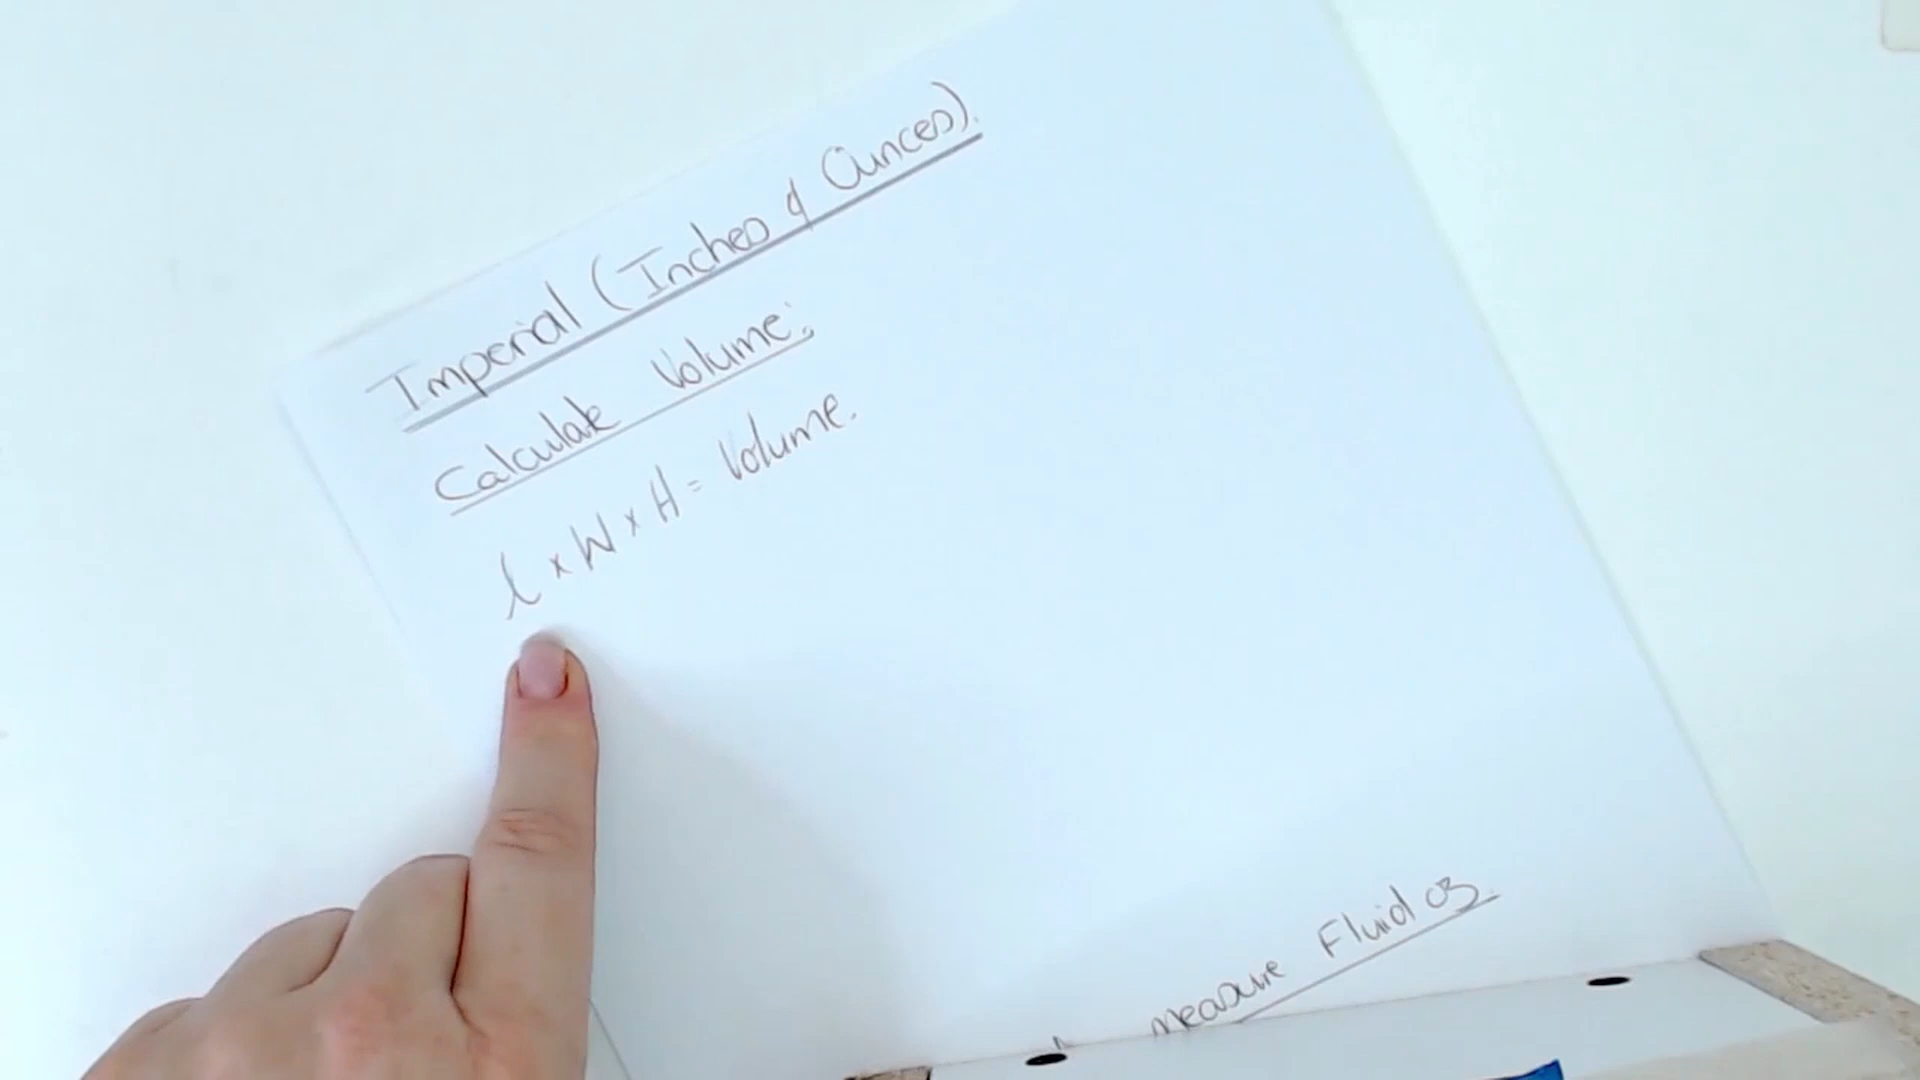 Imperial (Inches & Ounces).
Calculate Volume:
L x W x H = Volume.
measure Fluid oz.